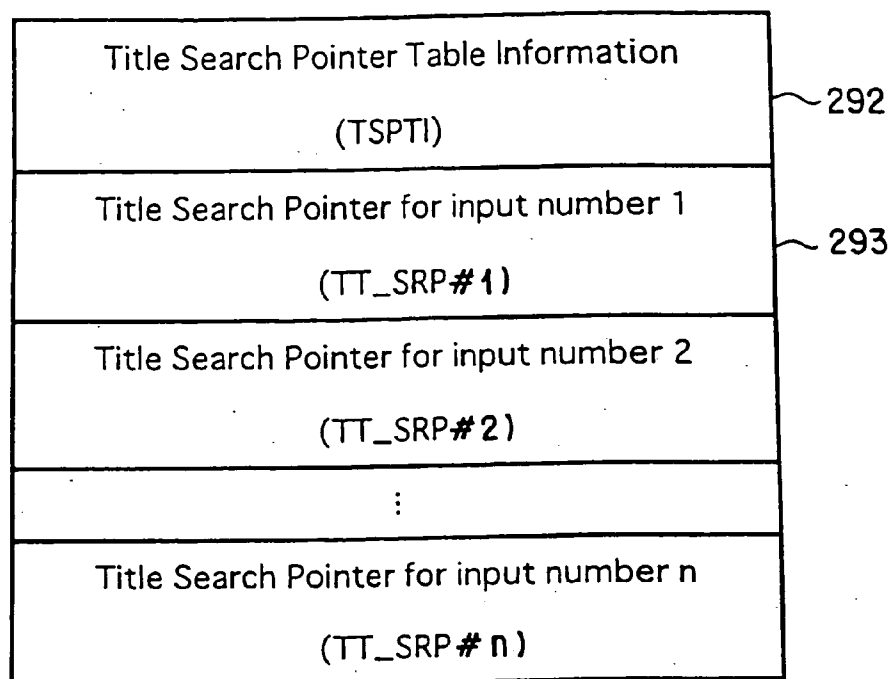 Title Search Pointer Table Information
(TSPTI)
292
Title Search Pointer for input number 1
(TT_SRP#1)
293
Title Search Pointer for input number 2
(TT_SRP#2)
⋮
Title Search Pointer for input number n
(TT_SRP#n)